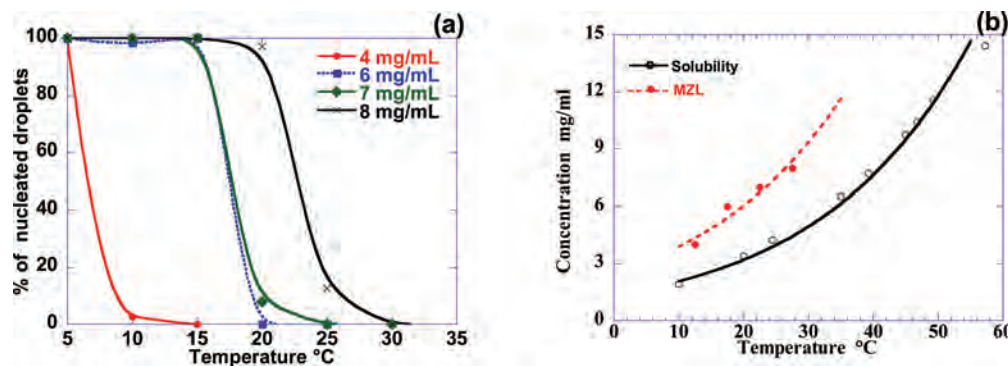 (a)
100
80
60
40
20
0
% of nucleated droplets
4 mg/mL
6 mg/mL
7 mg/mL
8 mg/mL
5 10 15 20 25 30 35
Temperature °C
(b)
15
12
9
6
3
0
Concentration mg/ml
Solubility
MZL
0 10 20 30 40 50 60
Temperature °C